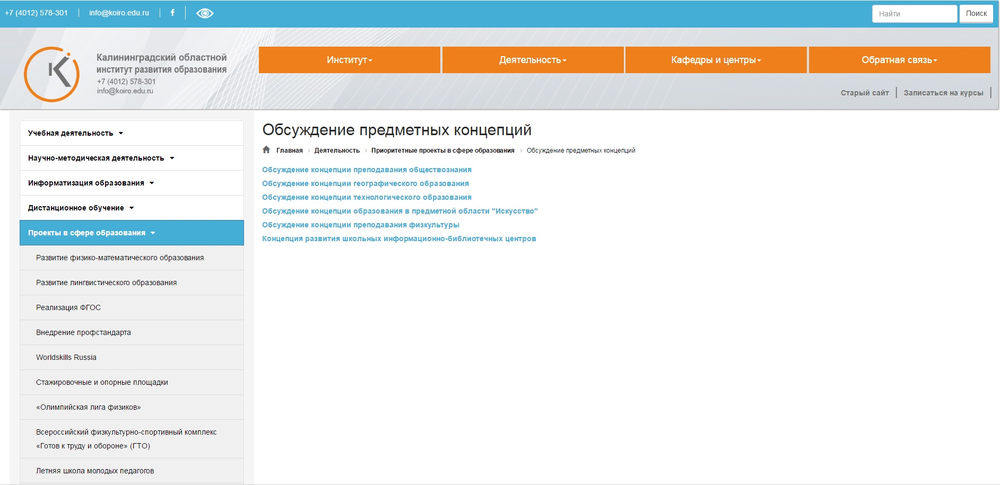 +7 (4012) 578-301
info@koiro.edu.ru
f
Найти
Поиск
K
Калининградский областной
институт развития образования
+7 (4012) 578-301
info@koiro.edu.ru
Институт
Деятельность
Кафедры и центры
Обратная связь
Старый сайт
Записаться на курсы
Учебная деятельность
Научно-методическая деятельность
Информатизация образования
Дистанционное обучение
Проекты в сфере образования
Развитие физико-математического образования
Развитие лингвистического образования
Реализация ФГОС
Внедрение профстандарта
Worldskills Russia
Стажировочные и опорные площадки
«Олимпийская лига физиков»
Всероссийский физкультурно-спортивный комплекс
«Готов к труду и обороне» (ГТО)
Летняя школа молодых педагогов
Обсуждение предметных концепций
Главная > Деятельность > Приоритетные проекты в сфере образования > Обсуждение предметных концепций
Обсуждение концепции преподавания обществознания
Обсуждение концепции географического образования
Обсуждение концепции технологического образования
Обсуждение концепции образования в предметной области "Искусство"
Обсуждение концепции преподавания физкультуры
Концепция развития школьных информационно-библиотечных центров